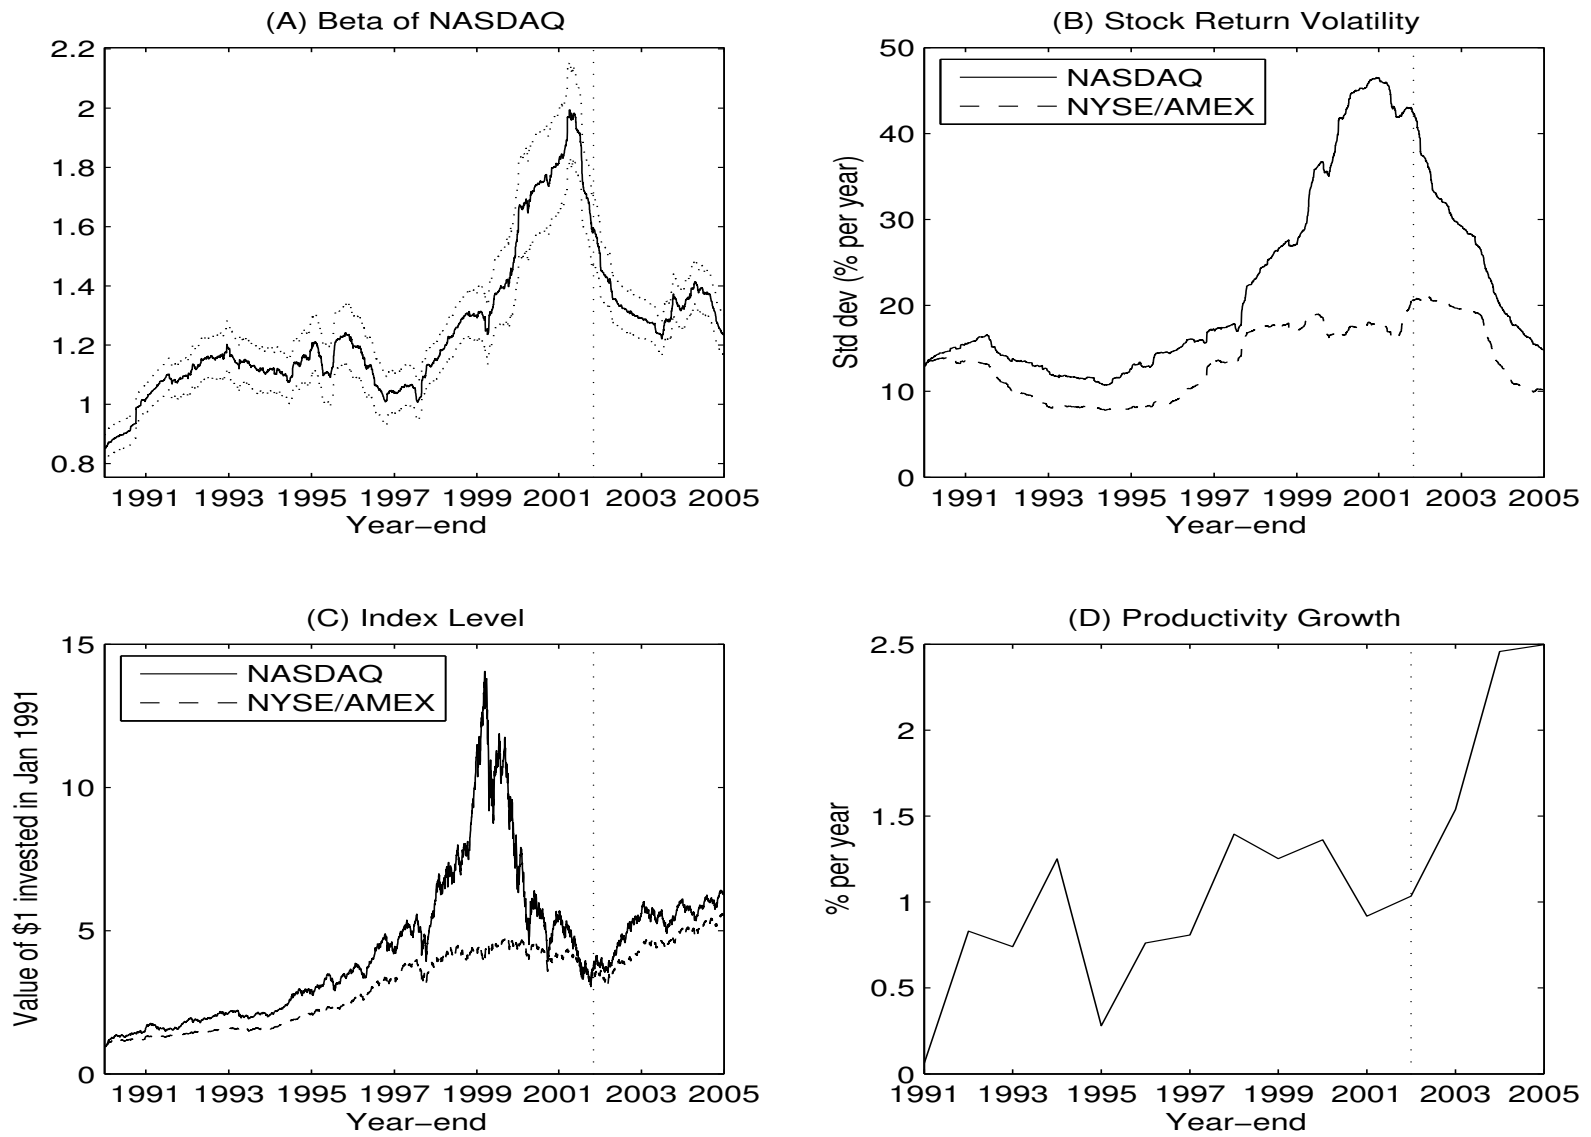 (A) Beta of NASDAQ
2.2
2
1.8
1.6
1.4
1.2
1
0.8
1991 1993 1995 1997 1999 2001 2003 2005
Year−end
(B) Stock Return Volatility
NASDAQ
NYSE/AMEX
Std dev (% per year)
50
40
30
20
10
0
1991 1993 1995 1997 1999 2001 2003 2005
Year−end
(C) Index Level
NASDAQ
NYSE/AMEX
Value of $1 invested in Jan 1991
15
10
5
0
1991 1993 1995 1997 1999 2001 2003 2005
Year−end
(D) Productivity Growth
% per year
2.5
2
1.5
1
0.5
0
1991 1993 1995 1997 1999 2001 2003 2005
Year−end